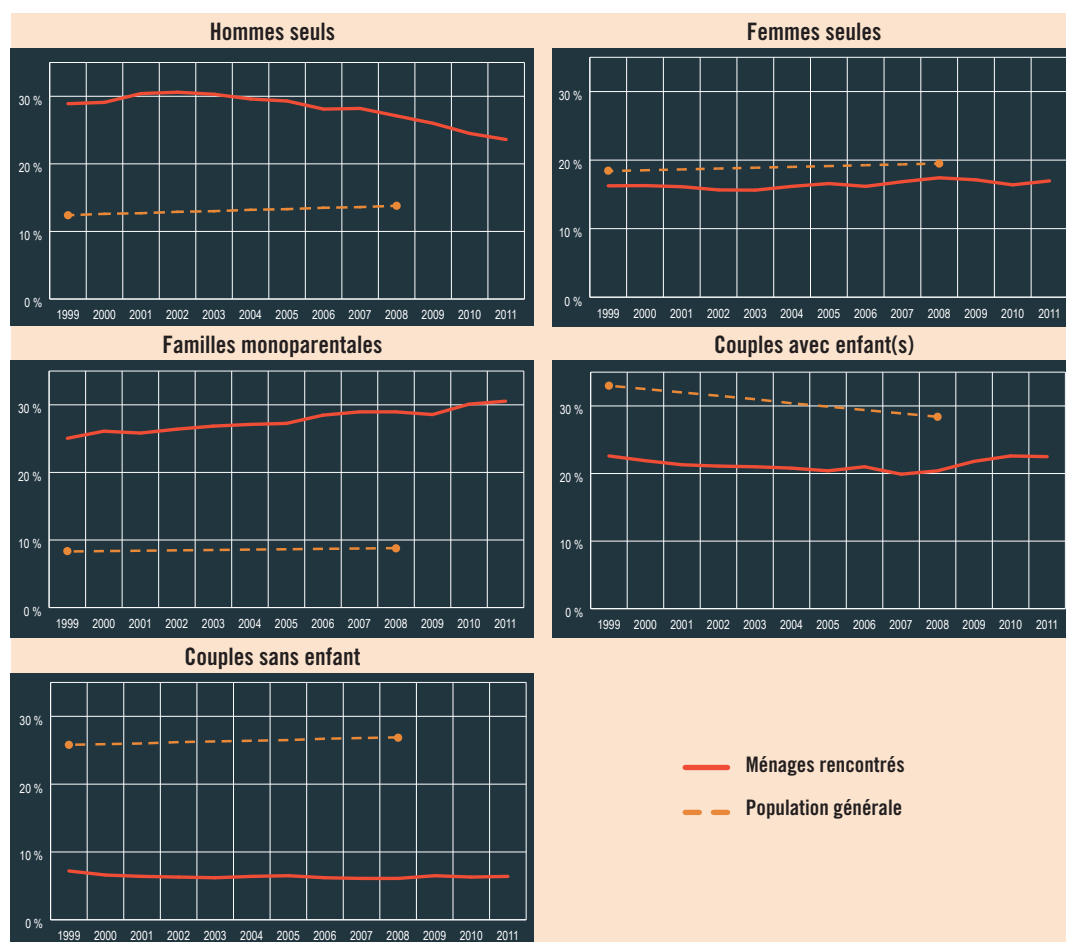 Hommes seuls
30 %
20 %
10 %
0 %
1999 2000 2001 2002 2003 2004 2005 2006 2007 2008 2009 2010 2011
Femmes seules
30 %
20 %
10 %
0 %
1999 2000 2001 2002 2003 2004 2005 2006 2007 2008 2009 2010 2011
Familles monoparentales
30 %
20 %
10 %
0 %
1999 2000 2001 2002 2003 2004 2005 2006 2007 2008 2009 2010 2011
Couples avec enfant(s)
30 %
20 %
10 %
0 %
1999 2000 2001 2002 2003 2004 2005 2006 2007 2008 2009 2010 2011
Couples sans enfant
30 %
20 %
10 %
0 %
1999 2000 2001 2002 2003 2004 2005 2006 2007 2008 2009 2010 2011
Ménages rencontrés
Population générale